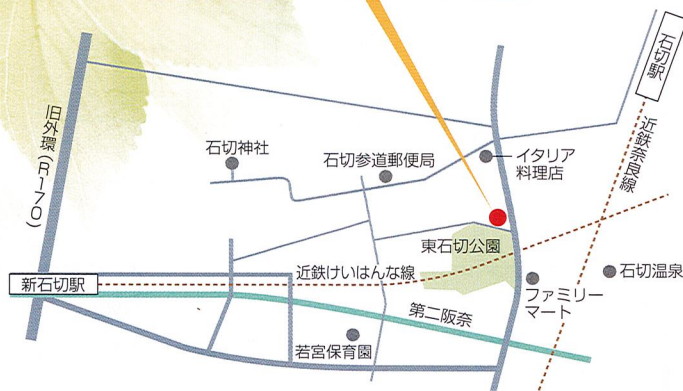 石切駅
近鉄奈良線
旧外環(R170)
石切神社
石切参道郵便局
イタリア
料理店
東石切公園
近鉄けいはんな線
新石切駅
石切温泉
ファミリー
マート
第二阪奈
若宮保育園